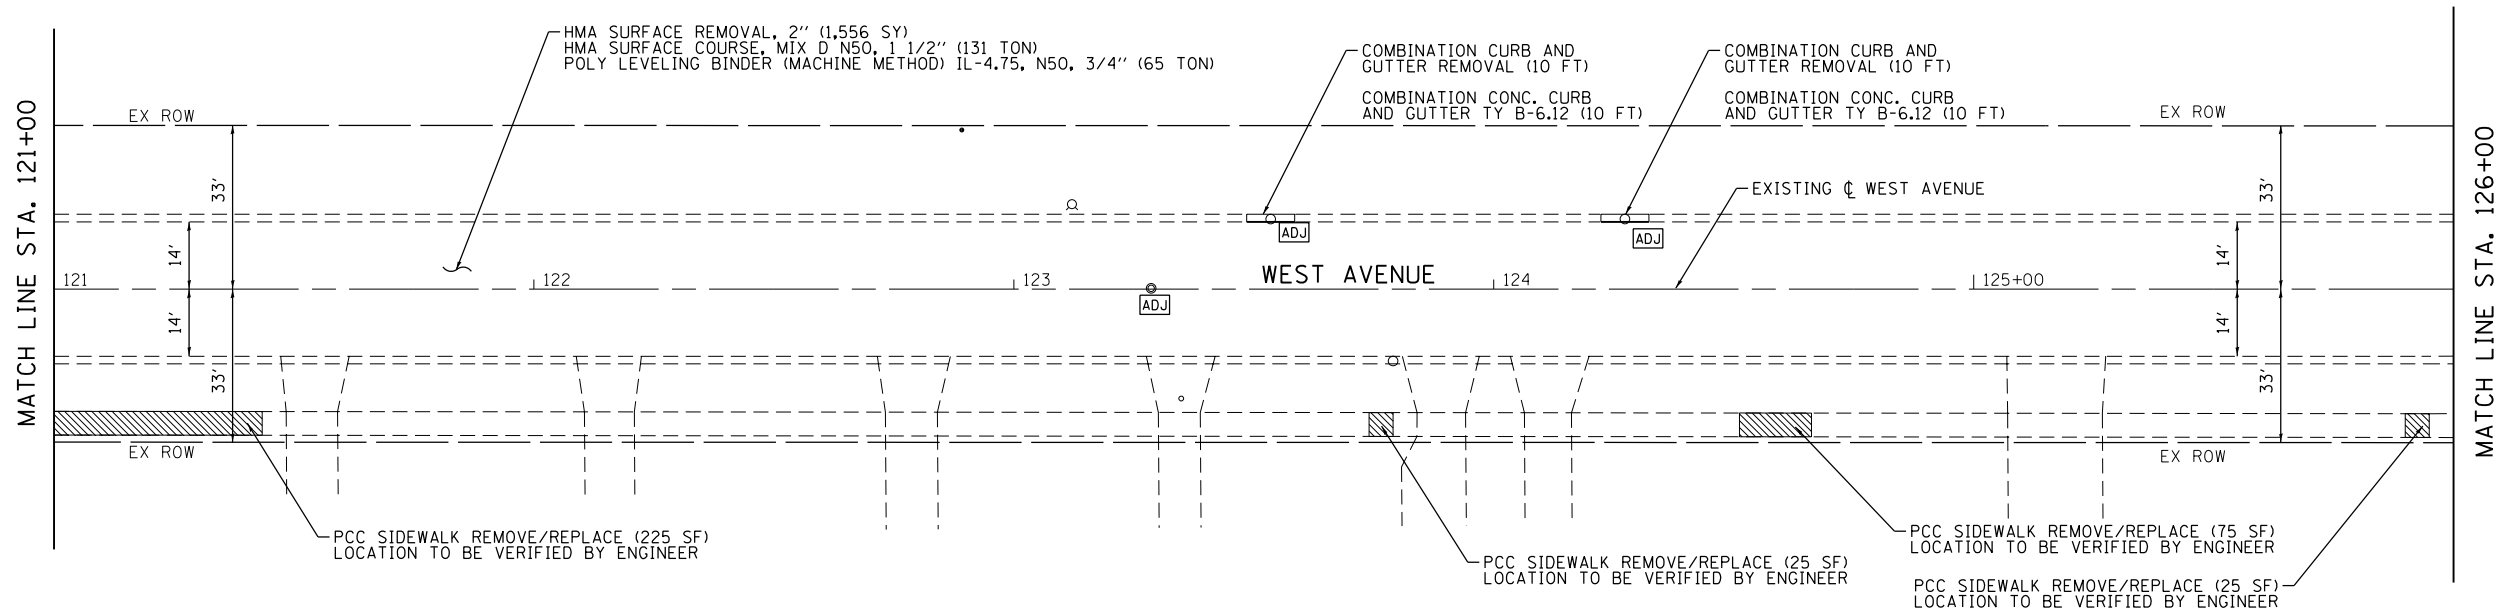 HMA SURFACE REMOVAL, 2" (1,556 SY)
HMA SURFACE COURSE, MIX D N50, 1 1/2" (131 TON)
POLY LEVELING BINDER (MACHINE METHOD) IL-4.75, N50, 3/4" (65 TON)
COMBINATION CURB AND
GUTTER REMOVAL (10 FT)
COMBINATION CONC. CURB
AND GUTTER TY B-6.12 (10 FT)
COMBINATION CURB AND
GUTTER REMOVAL (10 FT)
COMBINATION CONC. CURB
AND GUTTER TY B-6.12 (10 FT)
EX ROW
EX ROW
MATCH LINE STA. 121+00
MATCH LINE STA. 126+00
33'
33'
EXISTING ℄ WEST AVENUE
ADJ
ADJ
14'
14'
WEST AVENUE
121
122
123
124
125+00
ADJ
14'
14'
33'
33'
EX ROW
EX ROW
PCC SIDEWALK REMOVE/REPLACE (225 SF)
LOCATION TO BE VERIFIED BY ENGINEER
PCC SIDEWALK REMOVE/REPLACE (25 SF)
LOCATION TO BE VERIFIED BY ENGINEER
PCC SIDEWALK REMOVE/REPLACE (75 SF)
LOCATION TO BE VERIFIED BY ENGINEER
PCC SIDEWALK REMOVE/REPLACE (25 SF)
LOCATION TO BE VERIFIED BY ENGINEER